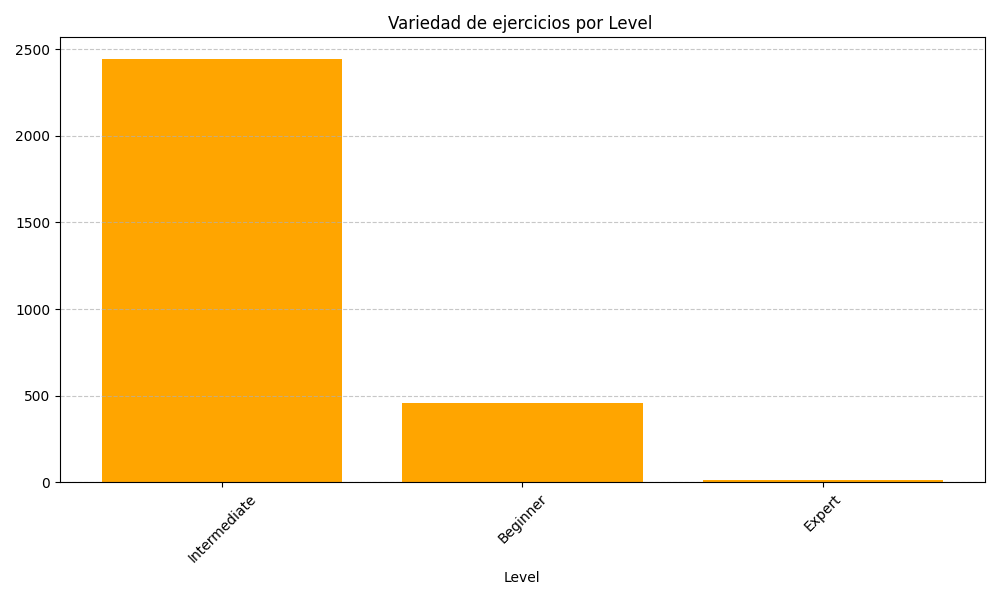 Variedad de ejercicios por Level
2500
2000
1500
1000
500
0
Intermediate
Beginner
Expert
Level